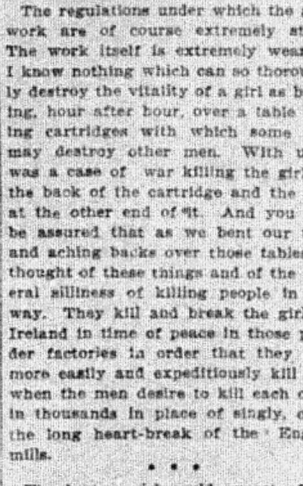 The regulations under which the
work are of course extremely st
The work itself is extremely wear
I know nothing which can so thoro
ly destroy the vitality of a girl as b
ing, hour after hour, over a table
ing cartridges with which some
may destroy other men. With u
was a case of war killing the girl
the back of the cartridge and the
at the other end of it. And you
be assured that as we bent our
and aching backs over those tables
thought of these things and of the
eral silliness of killing people in
way. They kill and break the girl
Ireland in time of peace in those p
der factories in order that they
more easily and expeditiously kill
when the men desire to kill each o
in thousands in place of singly, o
the long heart-break of the Eng
mills.
* * *